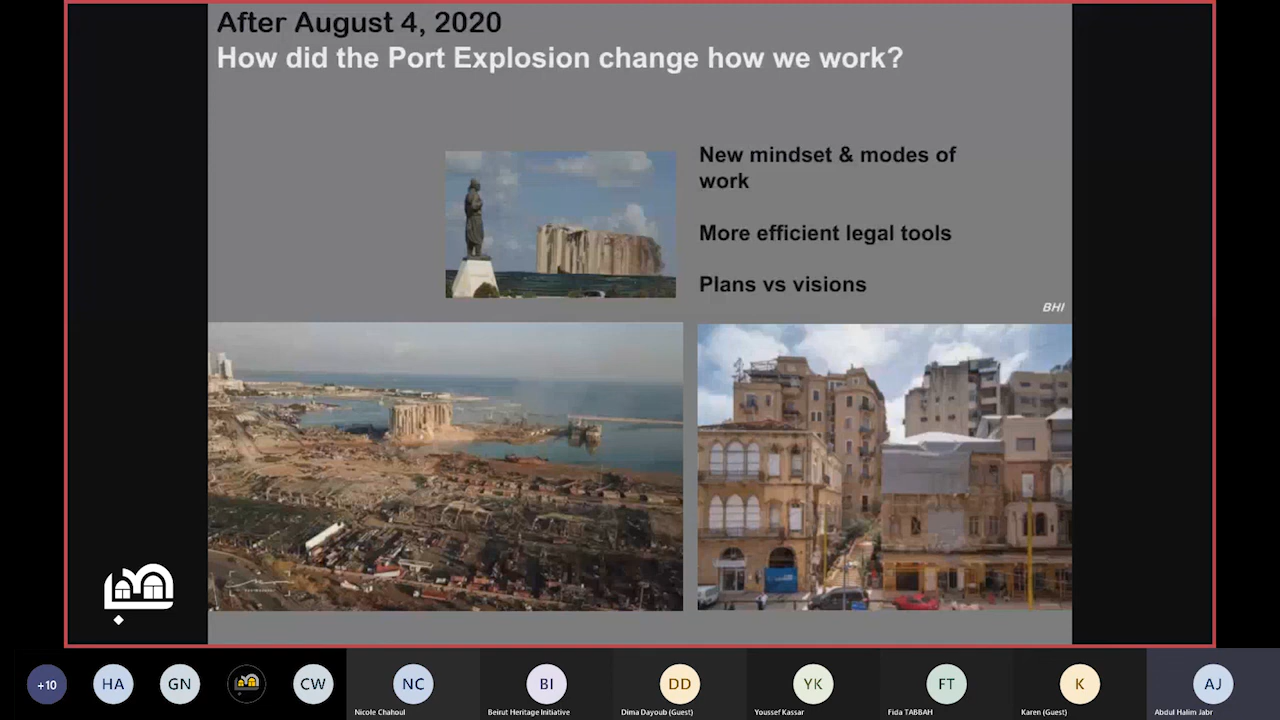 After August 4, 2020
How did the Port Explosion change how we work?
New mindset & modes of
work
More efficient legal tools
Plans vs visions
BHI
+10
HA
GN
CW
NC
Nicole Chahoul
BI
Beirut Heritage Initiative
DD
Dima Dayoub (Guest)
YK
Youssef Kassar
FT
Fida TABBAH
K
Karen (Guest)
AJ
Abdul Halim Jabr